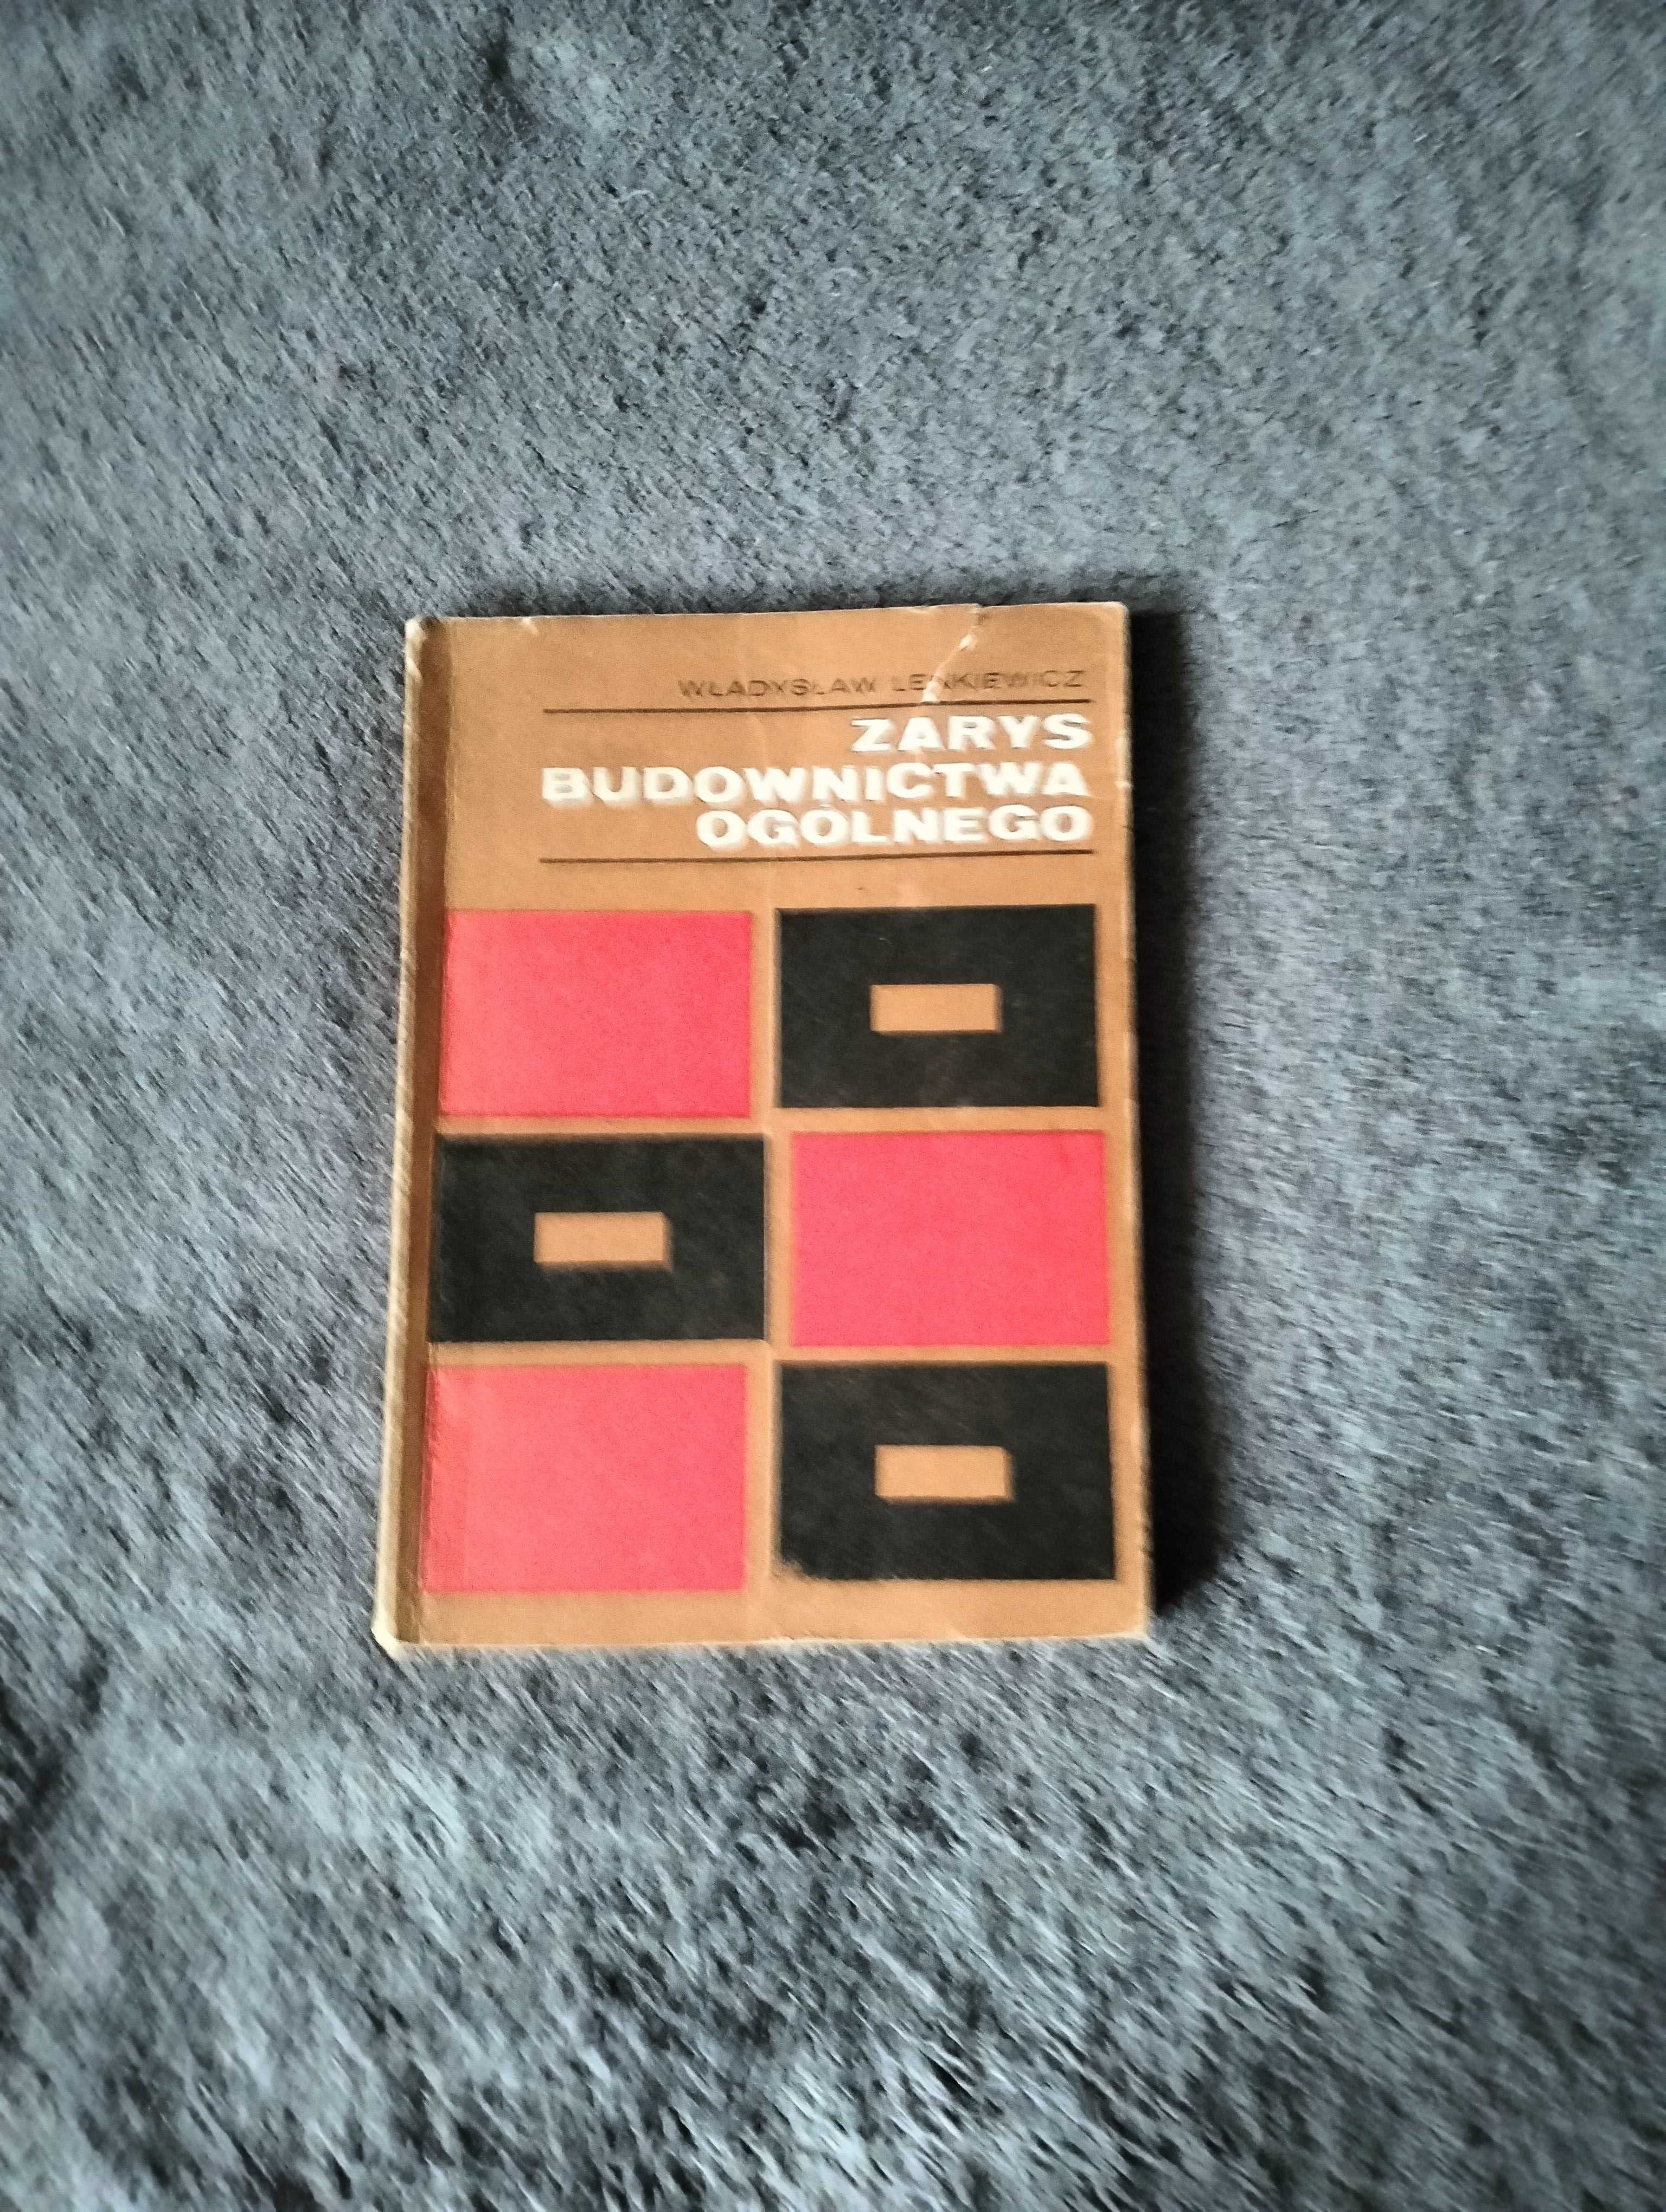 WŁADYSŁAW LENKIEWICZ
ZARYS
BUDOWNICTWA
OGÓLNEGO